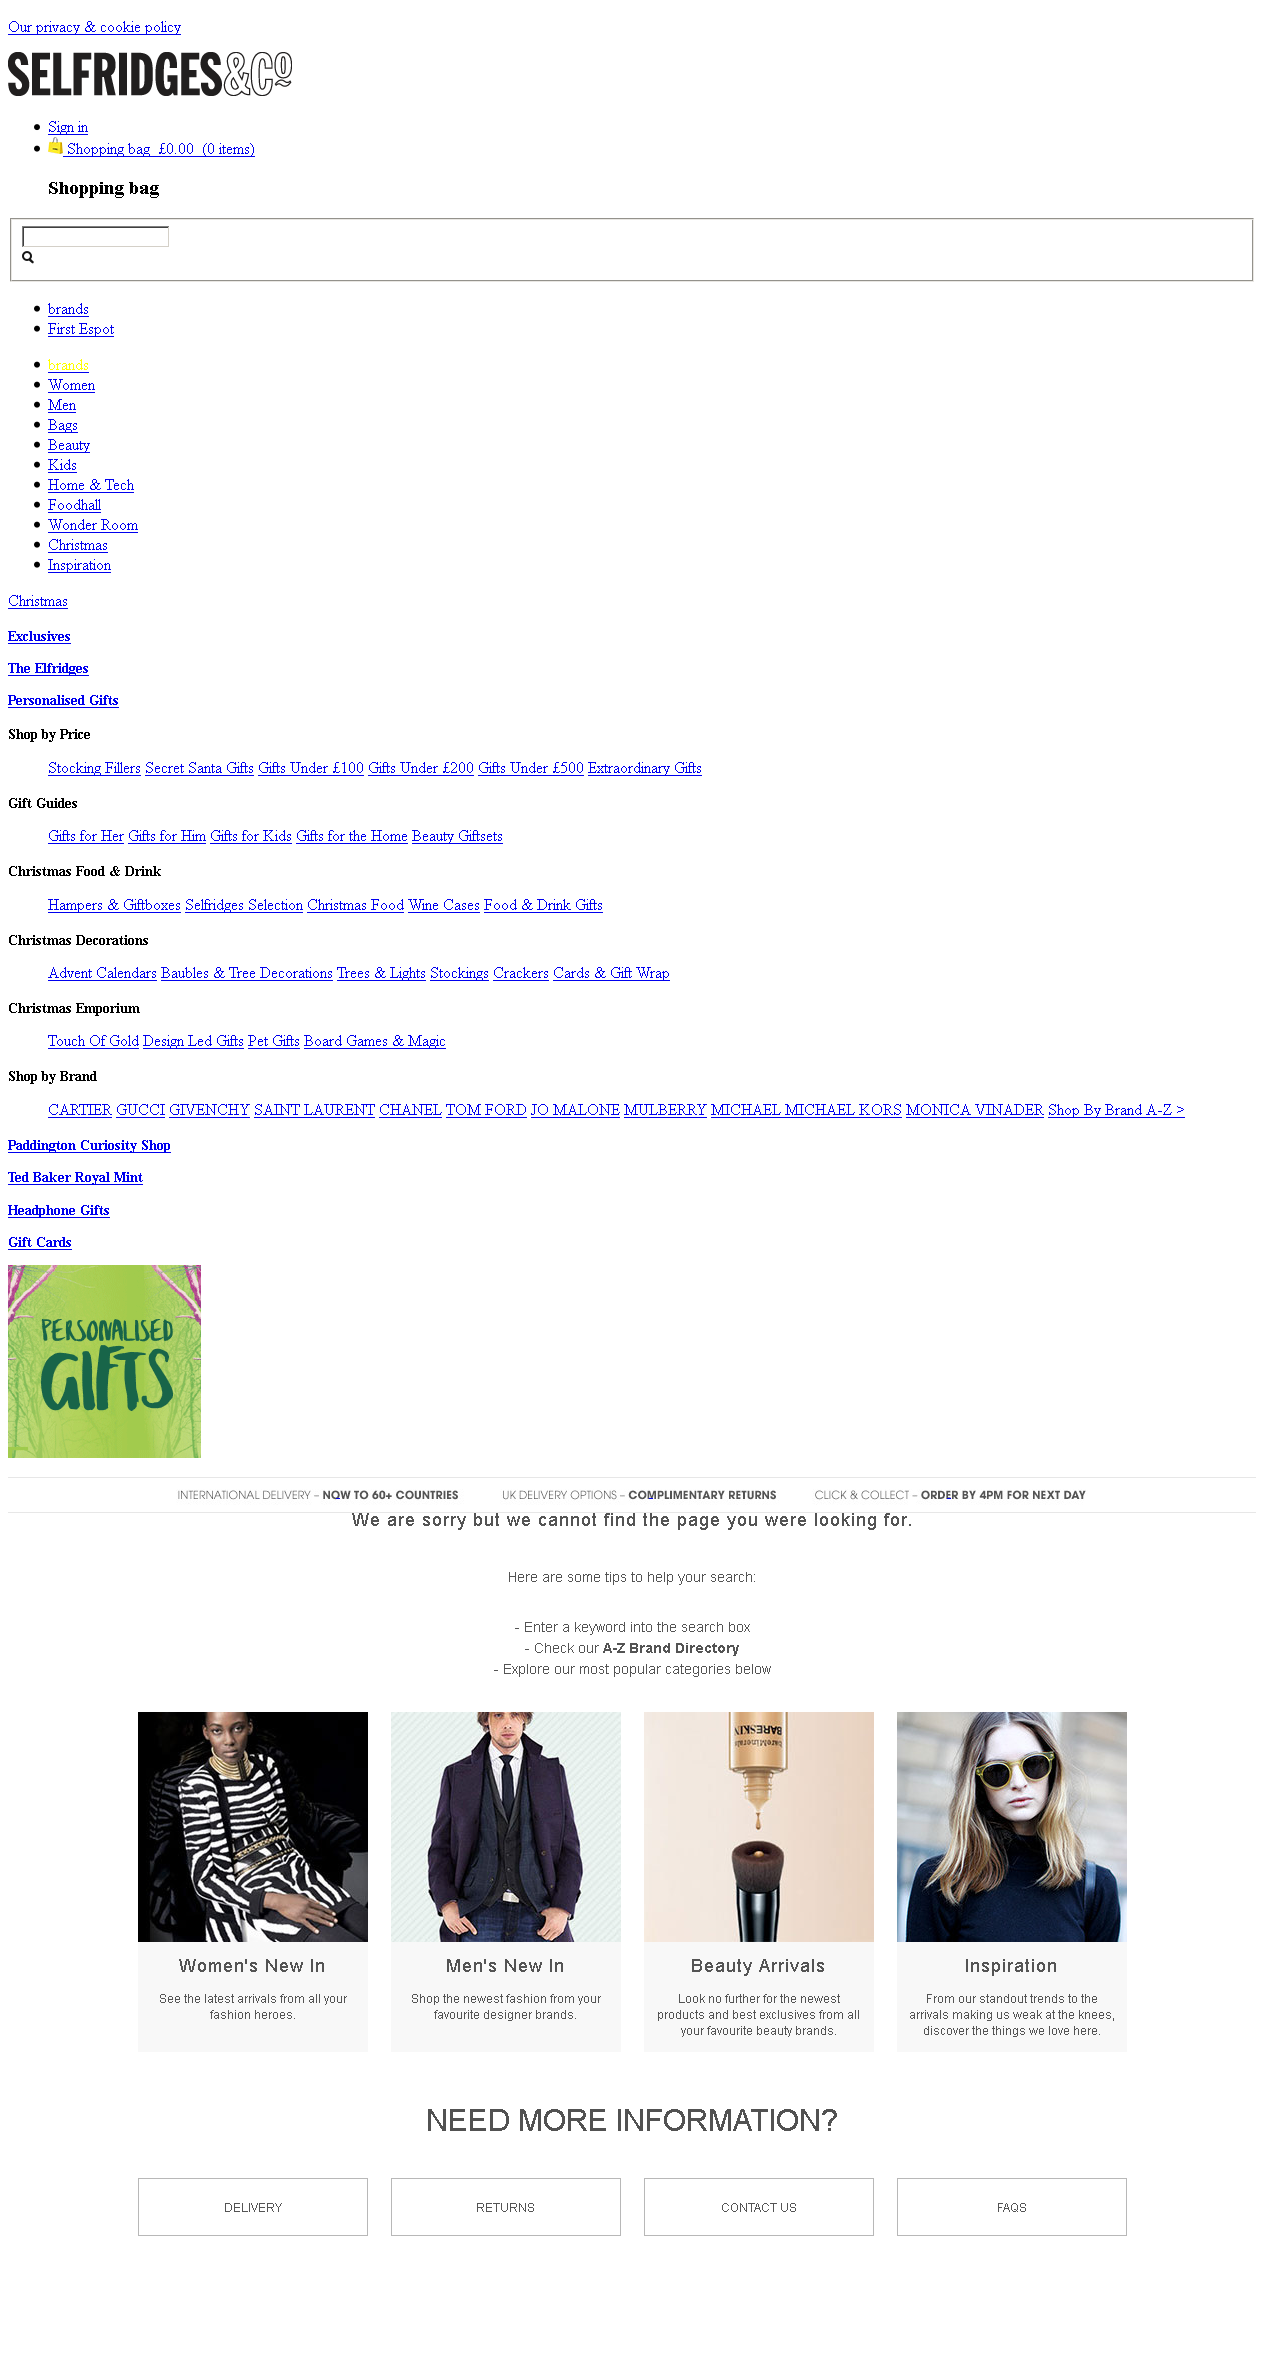 Our privacy & cookie policy
SELFRIDGES&Co
Sign in
Shopping bag £0.00 (0 items)
Shopping bag
brands
First Espot
brands
Women
Men
Bags
Beauty
Kids
Home & Tech
Foodhall
Wonder Room
Christmas
Inspiration
Christmas
Exclusives
The Elfridges
Personalised Gifts
Shop by Price
Stocking Fillers Secret Santa Gifts Gifts Under £100 Gifts Under £200 Gifts Under £500 Extraordinary Gifts
Gift Guides
Gifts for Her Gifts for Him Gifts for Kids Gifts for the Home Beauty Giftsets
Christmas Food & Drink
Hampers & Giftboxes Selfridges Selection Christmas Food Wine Cases Food & Drink Gifts
Christmas Decorations
Advent Calendars Baubles & Tree Decorations Trees & Lights Stockings Crackers Cards & Gift Wrap
Christmas Emporium
Touch Of Gold Design Led Gifts Pet Gifts Board Games & Magic
Shop by Brand
CARTIER GUCCI GIVENCHY SAINT LAURENT CHANEL TOM FORD JO MALONE MULBERRY MICHAEL MICHAEL KORS MONICA VINADER Shop By Brand A-Z >
Paddington Curiosity Shop
Ted Baker Royal Mint
Headphone Gifts
Gift Cards
PERSONALISED
GIFTS
INTERNATIONAL DELIVERY – NOW TO 60+ COUNTRIES UK DELIVERY OPTIONS – COMPLIMENTARY RETURNS CLICK & COLLECT – ORDER BY 4PM FOR NEXT DAY
We are sorry but we cannot find the page you were looking for.
Here are some tips to help your search:
- Enter a keyword into the search box
- Check our A-Z Brand Directory
- Explore our most popular categories below
BARESKIN
bareMinerals
Women's New In
See the latest arrivals from all your
fashion heroes.
Men's New In
Shop the newest fashion from your
favourite designer brands.
Beauty Arrivals
Look no further for the newest
products and best exclusives from all
your favourite beauty brands.
Inspiration
From our standout trends to the
arrivals making us weak at the knees,
discover the things we love here.
NEED MORE INFORMATION?
DELIVERY
RETURNS
CONTACT US
FAQS